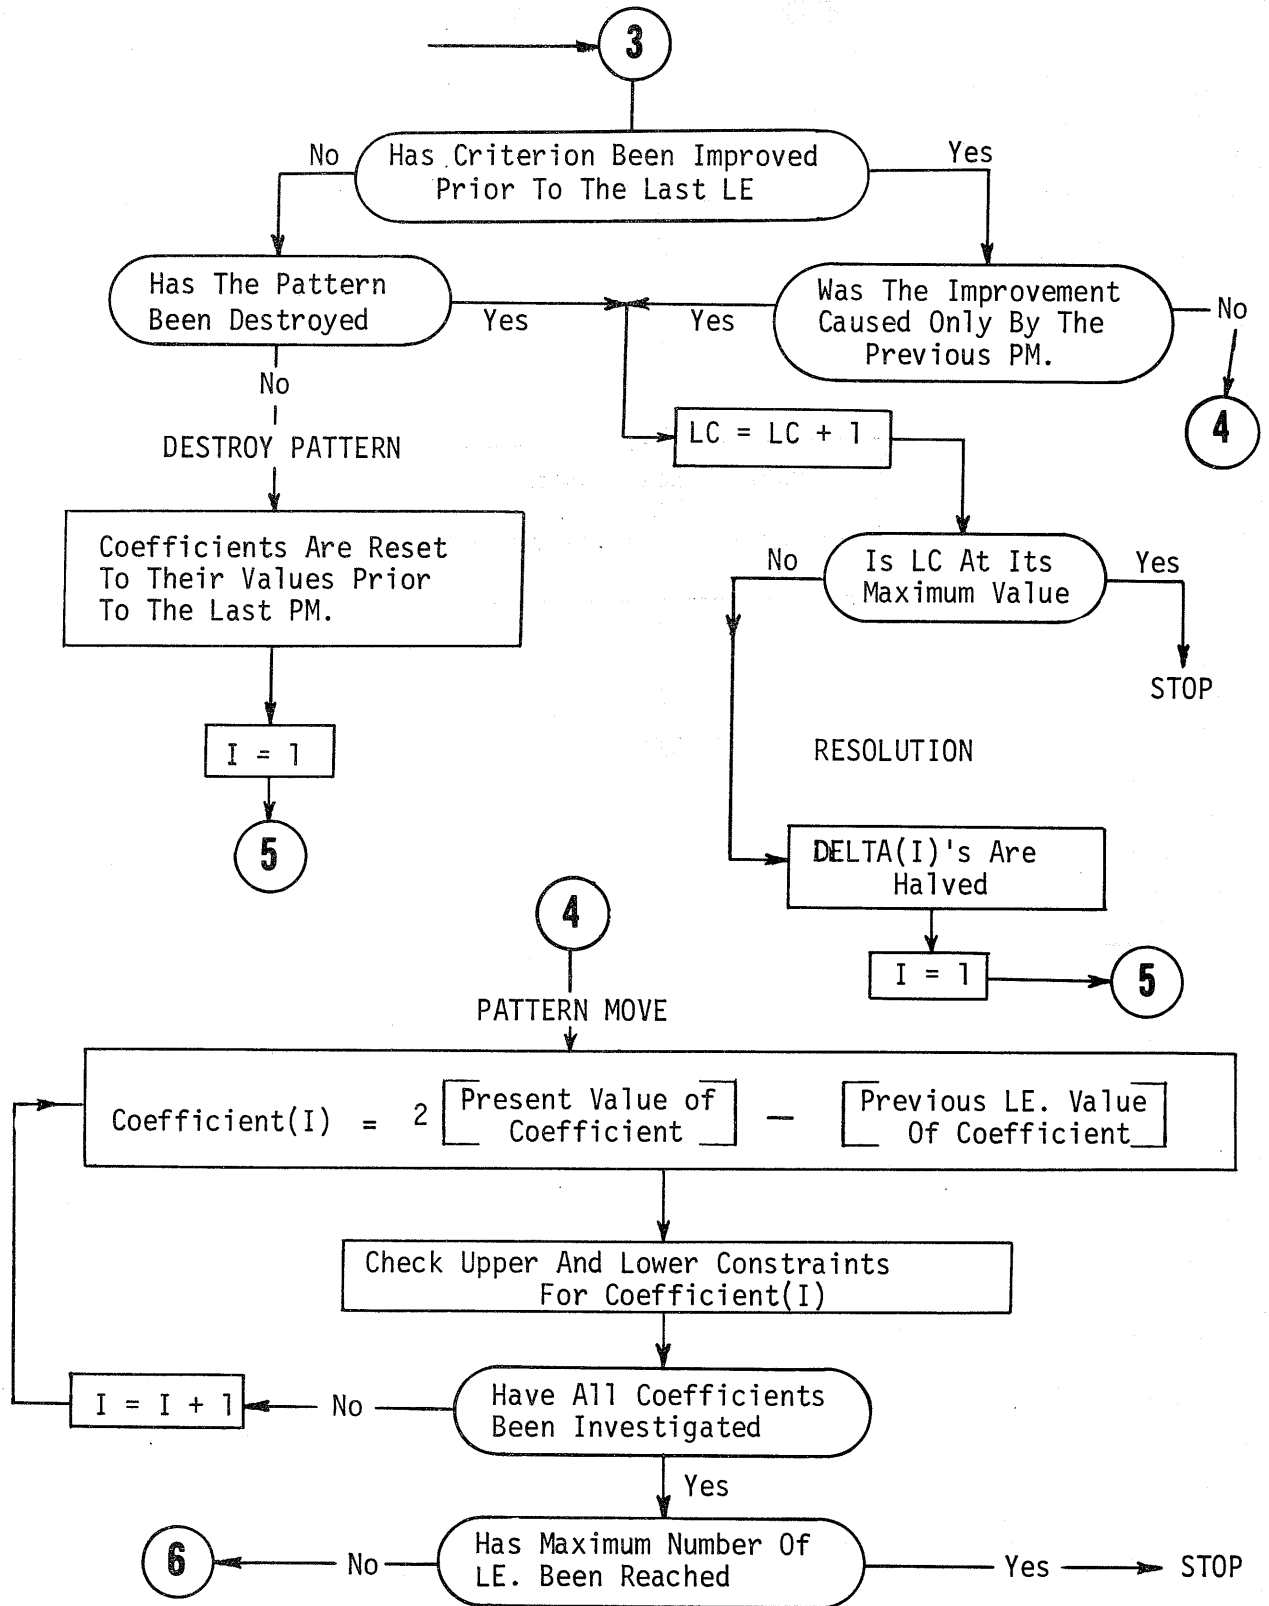 3
No
Has Criterion Been Improved
Prior To The Last LE
Yes
Has The Pattern
Been Destroyed
Yes
Yes
Was The Improvement
Caused Only By The
Previous PM.
No
4
No
DESTROY PATTERN
LC = LC + 1
Coefficients Are Reset
To Their Values Prior
To The Last PM.
No
Is LC At Its
Maximum Value
Yes
STOP
I = 1
5
RESOLUTION
DELTA(I)'s Are
Halved
I = 1
5
4
PATTERN MOVE
Coefficient(I) = 2 [Present Value of
Coefficient] — [Previous LE. Value
Of Coefficient]
Check Upper And Lower Constraints
For Coefficient(I)
I = I + 1
No
Have All Coefficients
Been Investigated
Yes
6
No
Has Maximum Number Of
LE. Been Reached
Yes
STOP